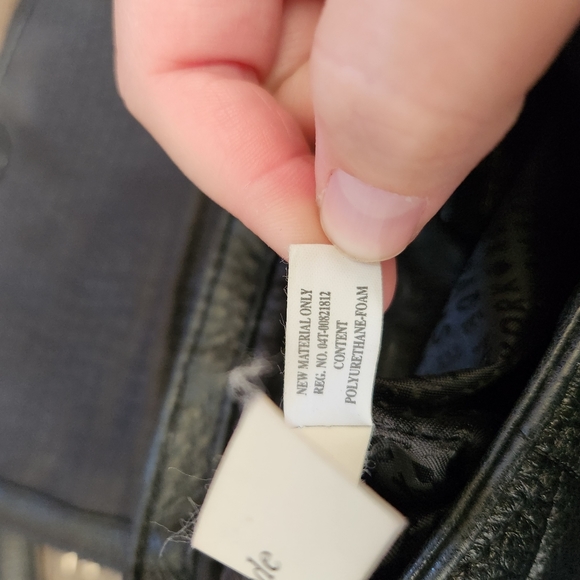 NEW MATERIAL ONLY
REG. NO. 04T-00821812
CONTENT
POLYURETHANE-FOAM